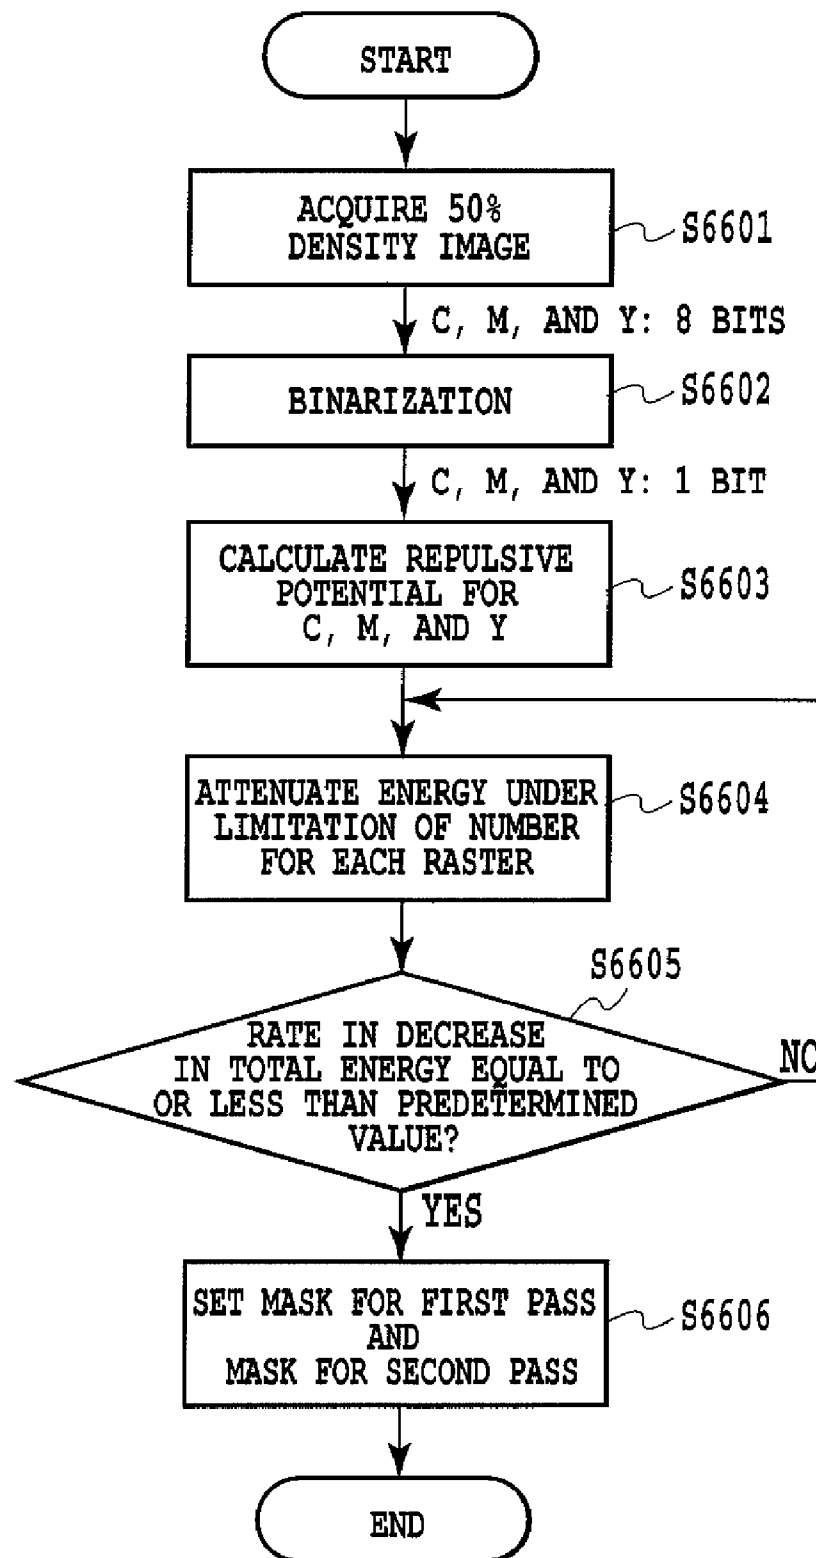 START
ACQUIRE 50%
DENSITY IMAGE
S6601
C, M, AND Y: 8 BITS
BINARIZATION
S6602
C, M, AND Y: 1 BIT
CALCULATE REPULSIVE
POTENTIAL FOR
C, M, AND Y
S6603
ATTENUATE ENERGY UNDER
LIMITATION OF NUMBER
FOR EACH RASTER
S6604
S6605
RATE IN DECREASE
IN TOTAL ENERGY EQUAL TO
OR LESS THAN PREDETERMINED
VALUE?
NO
YES
SET MASK FOR FIRST PASS
AND
MASK FOR SECOND PASS
S6606
END